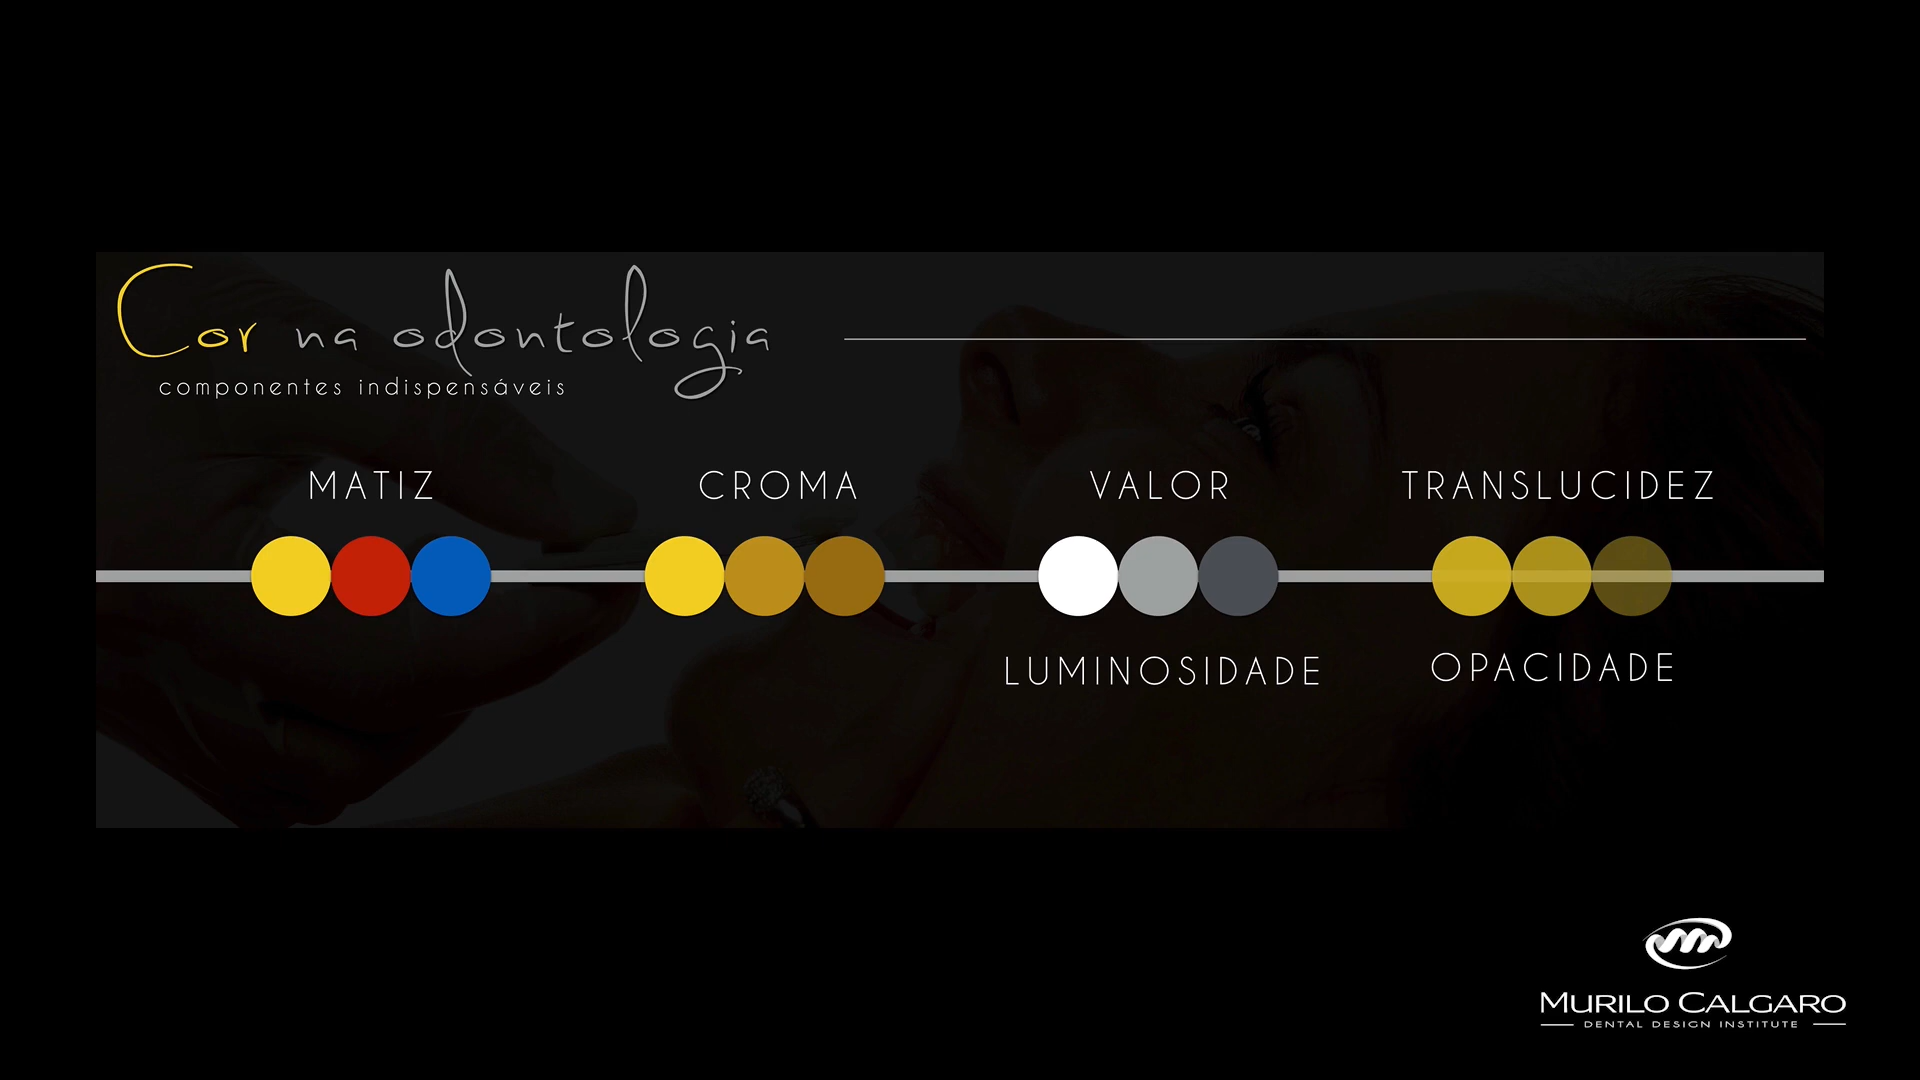 Cor na odontologia
componentes indispensáveis
MATIZ
CROMA
VALOR
TRANSLUCIDEZ
LUMINOSIDADE
OPACIDADE
MURILO CALGARO
DENTAL DESIGN INSTITUTE